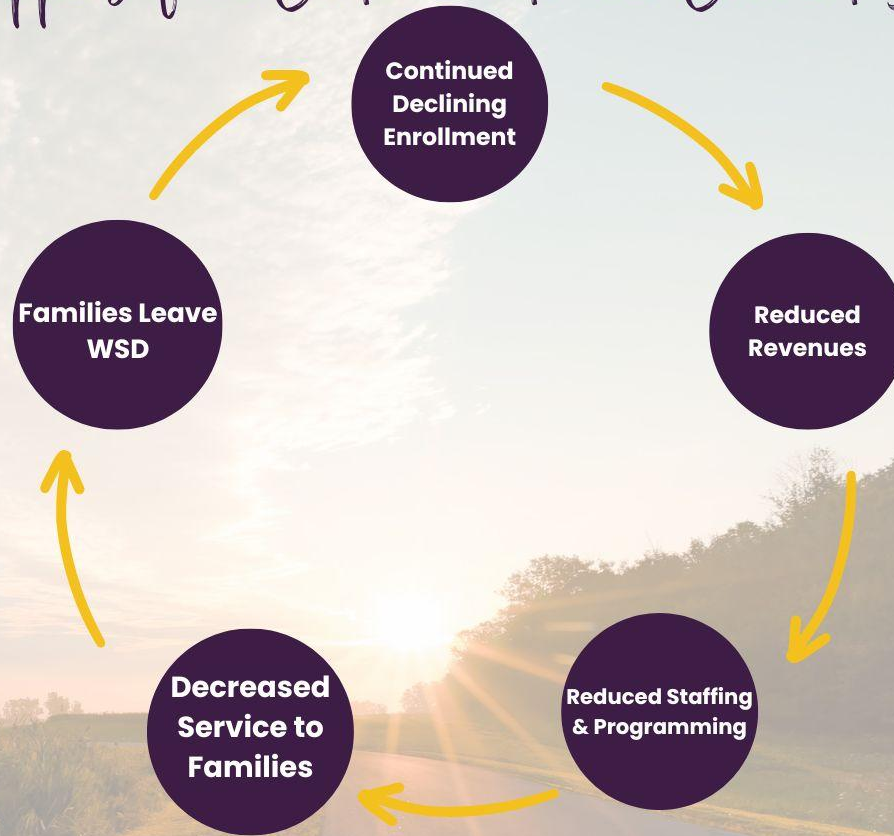 Continued
Declining
Enrollment
Reduced
Revenues
Reduced Staffing
& Programming
Decreased
Service to
Families
Families Leave
WSD